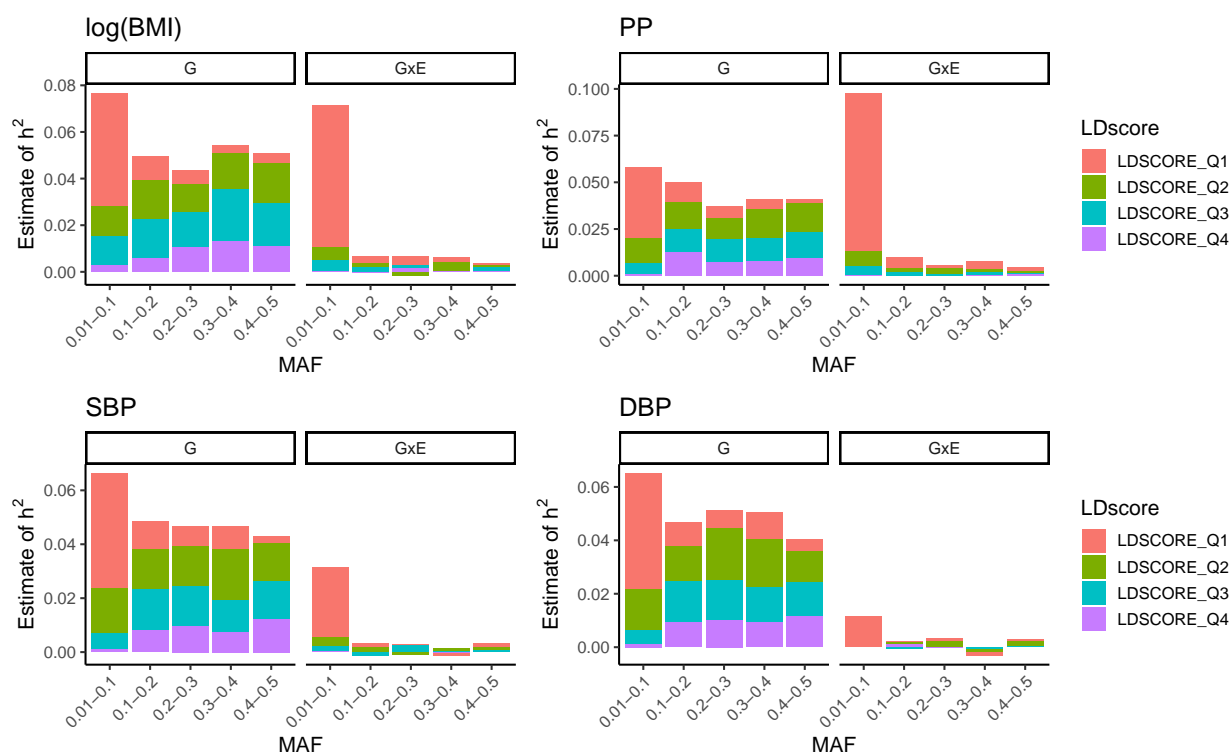 log(BMI)
G
GxE
Estimate of h²
0.08
0.06
0.04
0.02
0.00
0.01−0.1
0.1−0.2
0.2−0.3
0.3−0.4
0.4−0.5
0.01−0.1
0.1−0.2
0.2−0.3
0.3−0.4
0.4−0.5
MAF
PP
G
GxE
Estimate of h²
0.100
0.075
0.050
0.025
0.000
0.01−0.1
0.1−0.2
0.2−0.3
0.3−0.4
0.4−0.5
0.01−0.1
0.1−0.2
0.2−0.3
0.3−0.4
0.4−0.5
MAF
LDscore
LDSCORE_Q1
LDSCORE_Q2
LDSCORE_Q3
LDSCORE_Q4
SBP
G
GxE
Estimate of h²
0.06
0.04
0.02
0.00
0.01−0.1
0.1−0.2
0.2−0.3
0.3−0.4
0.4−0.5
0.01−0.1
0.1−0.2
0.2−0.3
0.3−0.4
0.4−0.5
MAF
DBP
G
GxE
Estimate of h²
0.06
0.04
0.02
0.00
0.01−0.1
0.1−0.2
0.2−0.3
0.3−0.4
0.4−0.5
0.01−0.1
0.1−0.2
0.2−0.3
0.3−0.4
0.4−0.5
MAF
LDscore
LDSCORE_Q1
LDSCORE_Q2
LDSCORE_Q3
LDSCORE_Q4